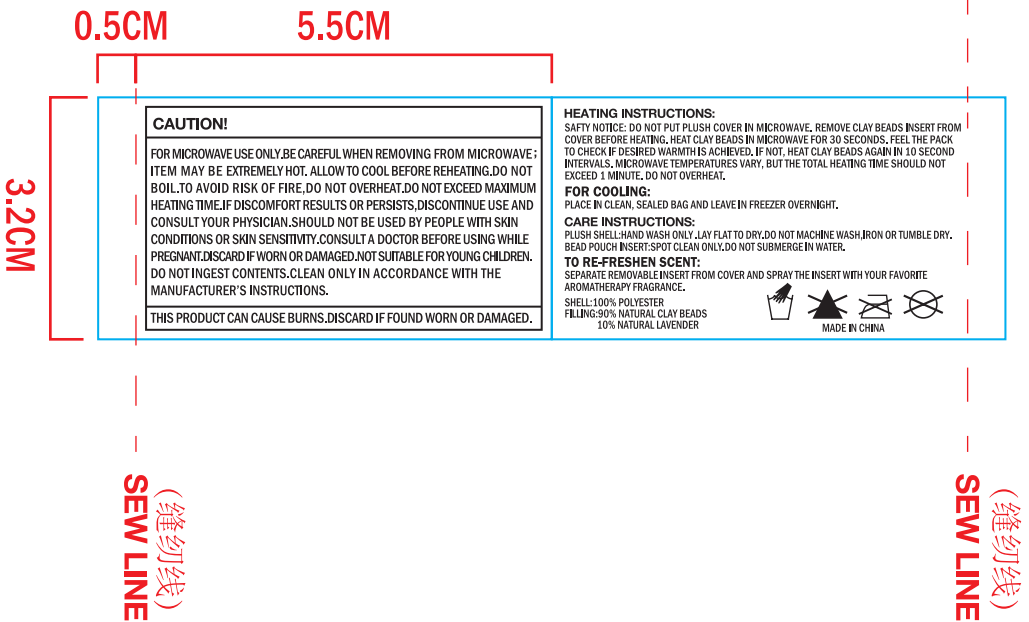 0.5CM
5.5CM
3.2CM
CAUTION!
FOR MICROWAVE USE ONLY.BE CAREFUL WHEN REMOVING FROM MICROWAVE;
ITEM MAY BE EXTREMELY HOT. ALLOW TO COOL BEFORE REHEATING.DO NOT
BOIL.TO AVOID RISK OF FIRE,DO NOT OVERHEAT.DO NOT EXCEED MAXIMUM
HEATING TIME.IF DISCOMFORT RESULTS OR PERSISTS,DISCONTINUE USE AND
CONSULT YOUR PHYSICIAN.SHOULD NOT BE USED BY PEOPLE WITH SKIN
CONDITIONS OR SKIN SENSITIVITY.CONSULT A DOCTOR BEFORE USING WHILE
PREGNANT.DISCARD IF WORN OR DAMAGED.NOT SUITABLE FOR YOUNG CHILDREN.
DO NOT INGEST CONTENTS.CLEAN ONLY IN ACCORDANCE WITH THE
MANUFACTURER'S INSTRUCTIONS.
THIS PRODUCT CAN CAUSE BURNS.DISCARD IF FOUND WORN OR DAMAGED.
HEATING INSTRUCTIONS:
SAFTY NOTICE: DO NOT PUT PLUSH COVER IN MICROWAVE. REMOVE CLAY BEADS INSERT FROM
COVER BEFORE HEATING. HEAT CLAY BEADS IN MICROWAVE FOR 30 SECONDS. FEEL THE PACK
TO CHECK IF DESIRED WARMTH IS ACHIEVED. IF NOT, HEAT CLAY BEADS AGAIN IN 10 SECOND
INTERVALS. MICROWAVE TEMPERATURES VARY, BUT THE TOTAL HEATING TIME SHOULD NOT
EXCEED 1 MINUTE. DO NOT OVERHEAT.
FOR COOLING:
PLACE IN CLEAN, SEALED BAG AND LEAVE IN FREEZER OVERNIGHT.
CARE INSTRUCTIONS:
PLUSH SHELL:HAND WASH ONLY .LAY FLAT TO DRY.DO NOT MACHINE WASH,IRON OR TUMBLE DRY.
BEAD POUCH INSERT:SPOT CLEAN ONLY.DO NOT SUBMERGE IN WATER.
TO RE-FRESHEN SCENT:
SEPARATE REMOVABLE INSERT FROM COVER AND SPRAY THE INSERT WITH YOUR FAVORITE
AROMATHERAPY FRAGRANCE.
SHELL:100% POLYESTER
FILLING:90% NATURAL CLAY BEADS
10% NATURAL LAVENDER
MADE IN CHINA
SEW LINE
（缝纫线）
SEW LINE
（缝纫线）